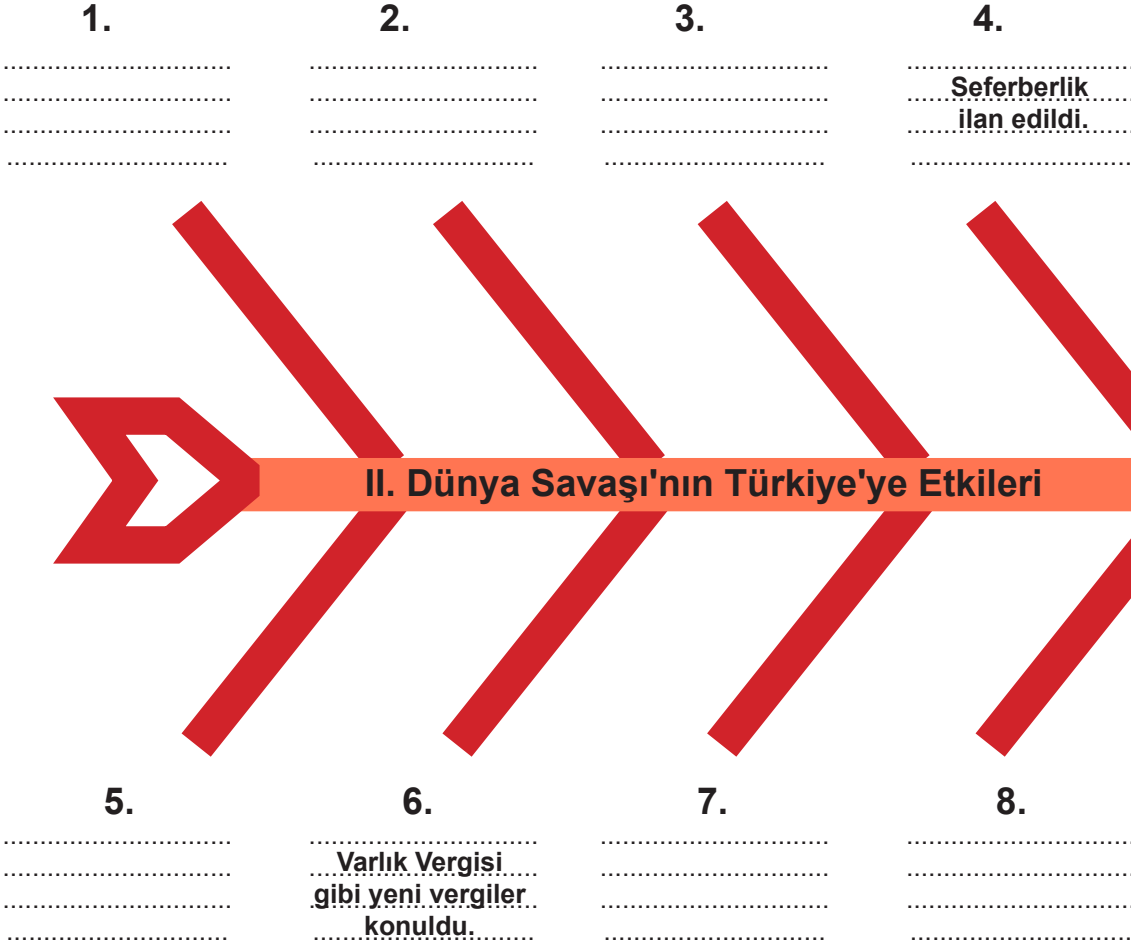 1.
2.
3.
4.
Seferberlik
ilan edildi.
II. Dünya Savaşı'nın Türkiye'ye Etkileri
5.
6.
7.
8.
Varlık Vergisi
gibi yeni vergiler
konuldu.